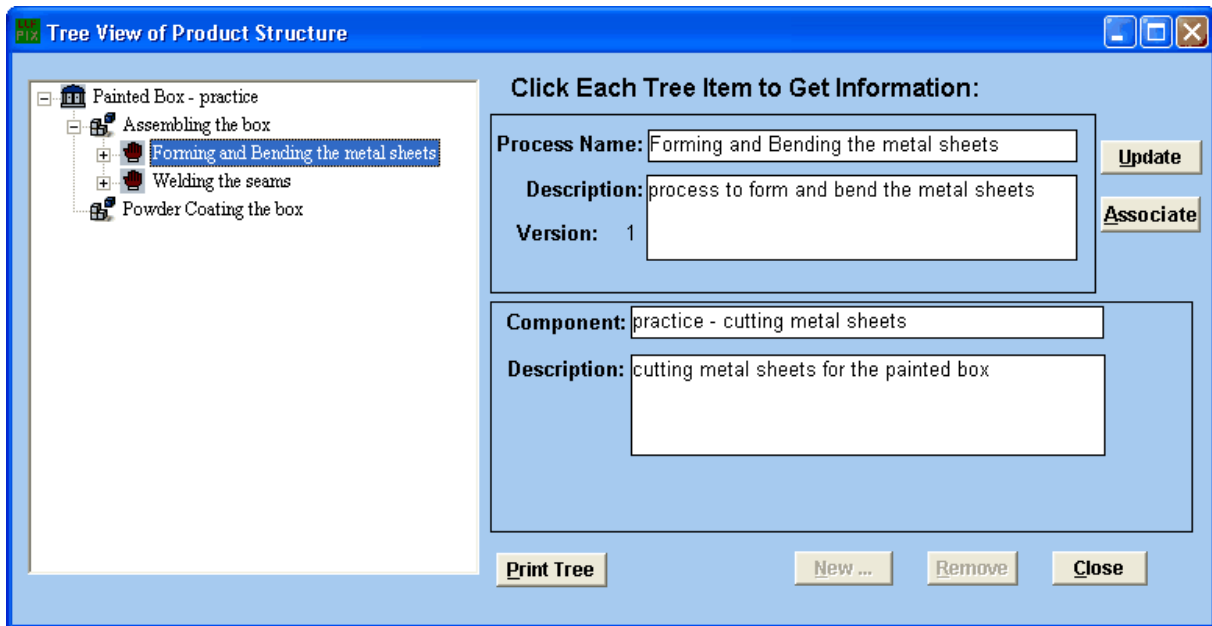 LLP
PIX
Tree View of Product Structure
Painted Box - practice
Assembling the box
Forming and Bending the metal sheets
Welding the seams
Powder Coating the box
Click Each Tree Item to Get Information:
Process Name: Forming and Bending the metal sheets
Description: process to form and bend the metal sheets
Version: 1
Update
Associate
Component: practice - cutting metal sheets
Description: cutting metal sheets for the painted box
Print Tree
New ...
Remove
Close